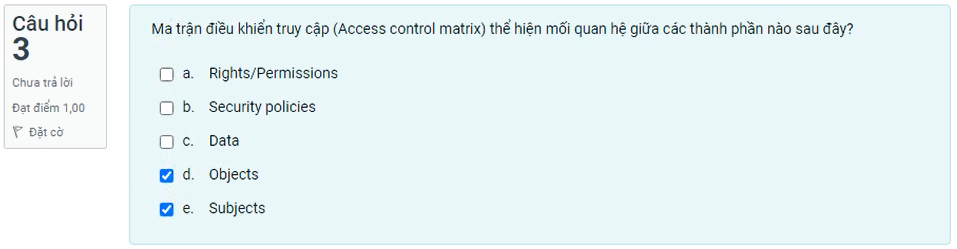 Câu hỏi
3
Chưa trả lời
Đạt điểm 1,00
Đặt cờ
Ma trận điều khiển truy cập (Access control matrix) thể hiện mối quan hệ giữa các thành phần nào sau đây?
a. Rights/Permissions
b. Security policies
c. Data
d. Objects
e. Subjects